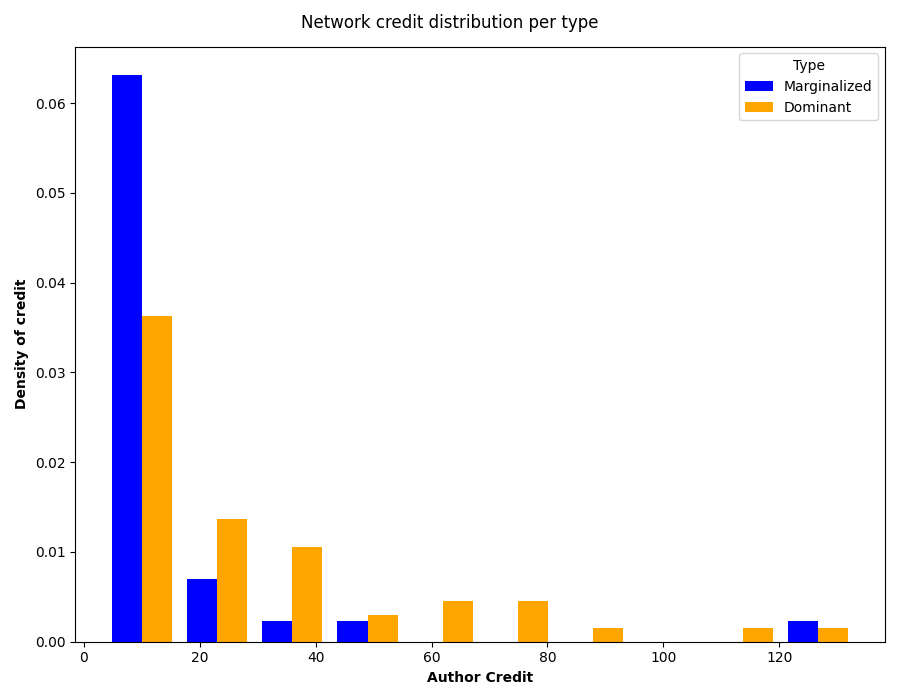 Network credit distribution per type
Type
Marginalized
Dominant
0.06
0.05
0.04
0.03
0.02
0.01
0.00
Density of credit
0 20 40 60 80 100 120
Author Credit